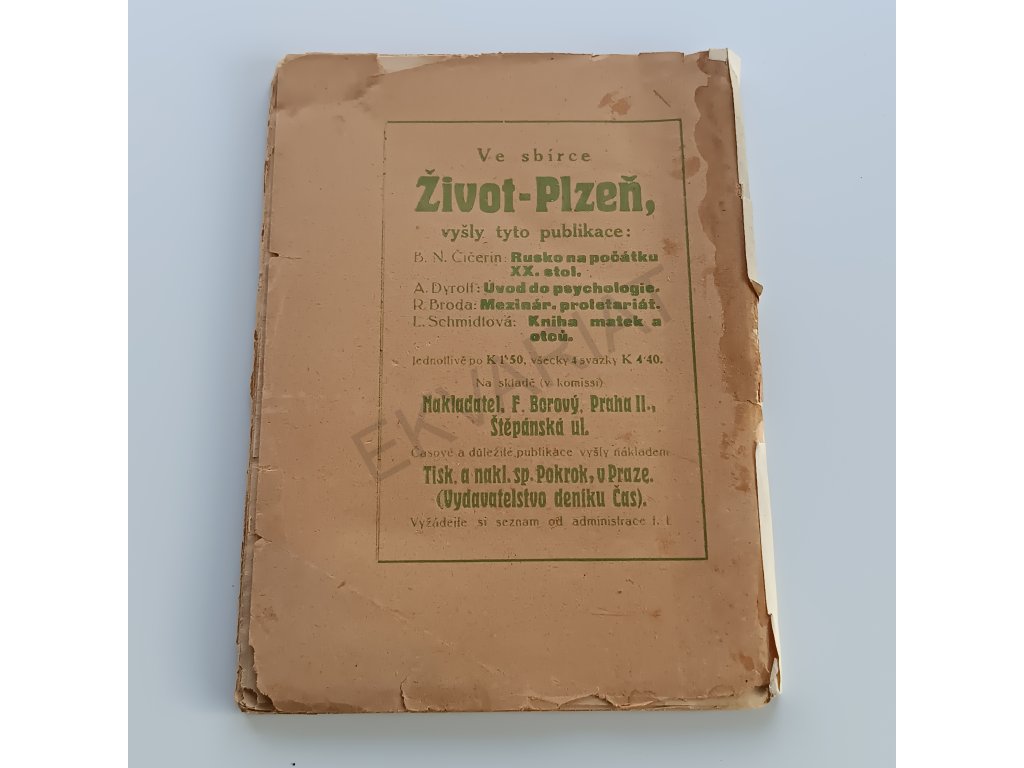 Ve sbírce
Život-Plzeň,
vyšly tyto publikace:
B. N. Čičerin: Rusko na počátku
XX. stol.
A. Dyroff: Úvod do psychologie.
R. Broda: Mezinár. proletariát.
L. Schmidtová: Kniha matek a
otců.
Jednotlivě po K 1·50, všecky 4 svazky K 4·40.
Na skladě (v komissi)
Nakladatel. F. Borový, Praha II.,
Štěpánská ul.
Časové a důležité publikace vyšly nákladem
Tisk. a nakl. sp. Pokrok, v Praze.
(Vydavatelstvo deníku Čas).
Vyžádejte si seznam od administrace t. l.
EKVARIAT